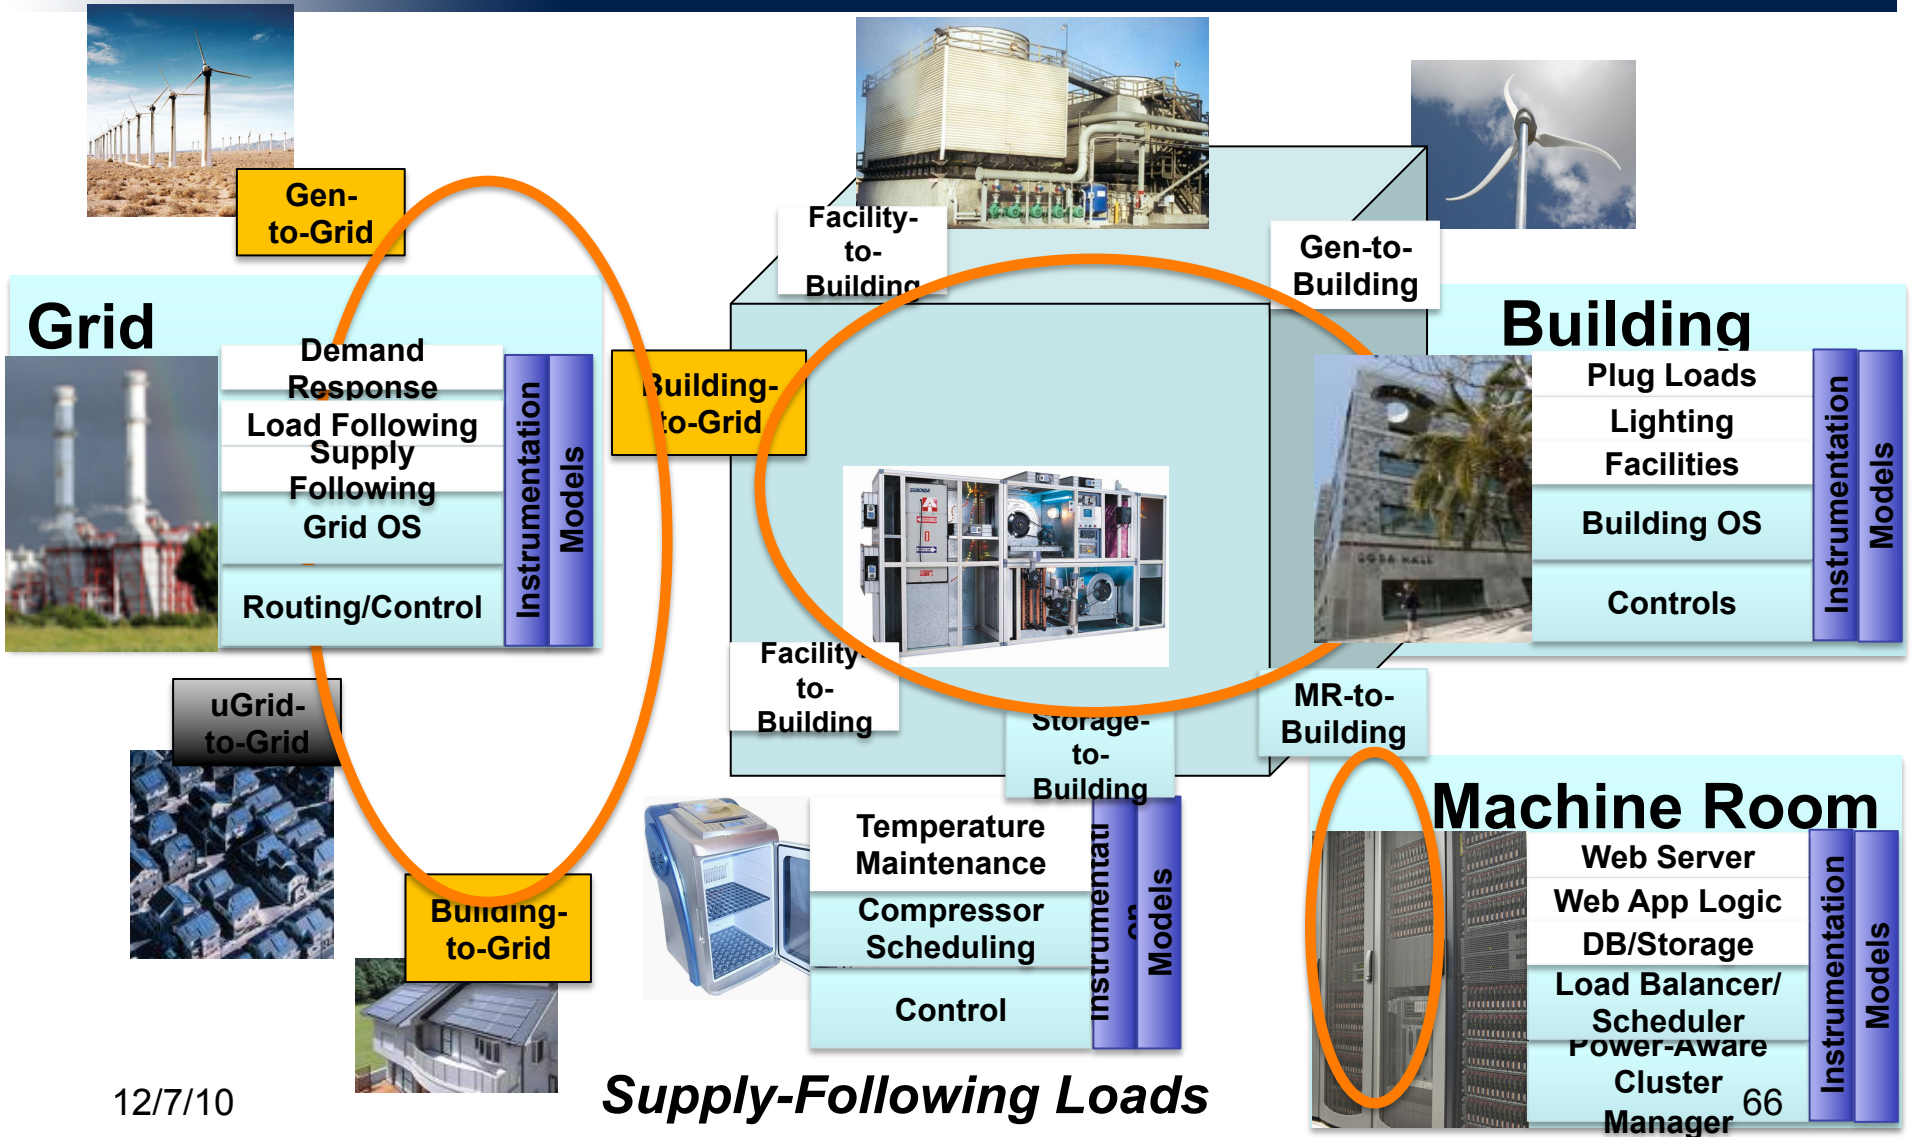 Gen-
to-Grid
Facility-
to-
Building
Gen-to-
Building
Grid
Demand
Response
Load Following
Supply
Following
Grid OS
Routing/Control
Instrumentation
Models
Building-
to-Grid
Building
Plug Loads
Lighting
Facilities
Building OS
Controls
Instrumentation
Models
Facility-
to-
Building
Storage-
to-
Building
MR-to-
Building
uGrid-
to-Grid
Building-
to-Grid
Temperature
Maintenance
Compressor
Scheduling
Control
Instrumentati
on
Models
Machine Room
Web Server
Web App Logic
DB/Storage
Load Balancer/
Scheduler
Power-Aware
Cluster
Manager
Instrumentation
Models
12/7/10
Supply-Following Loads
66